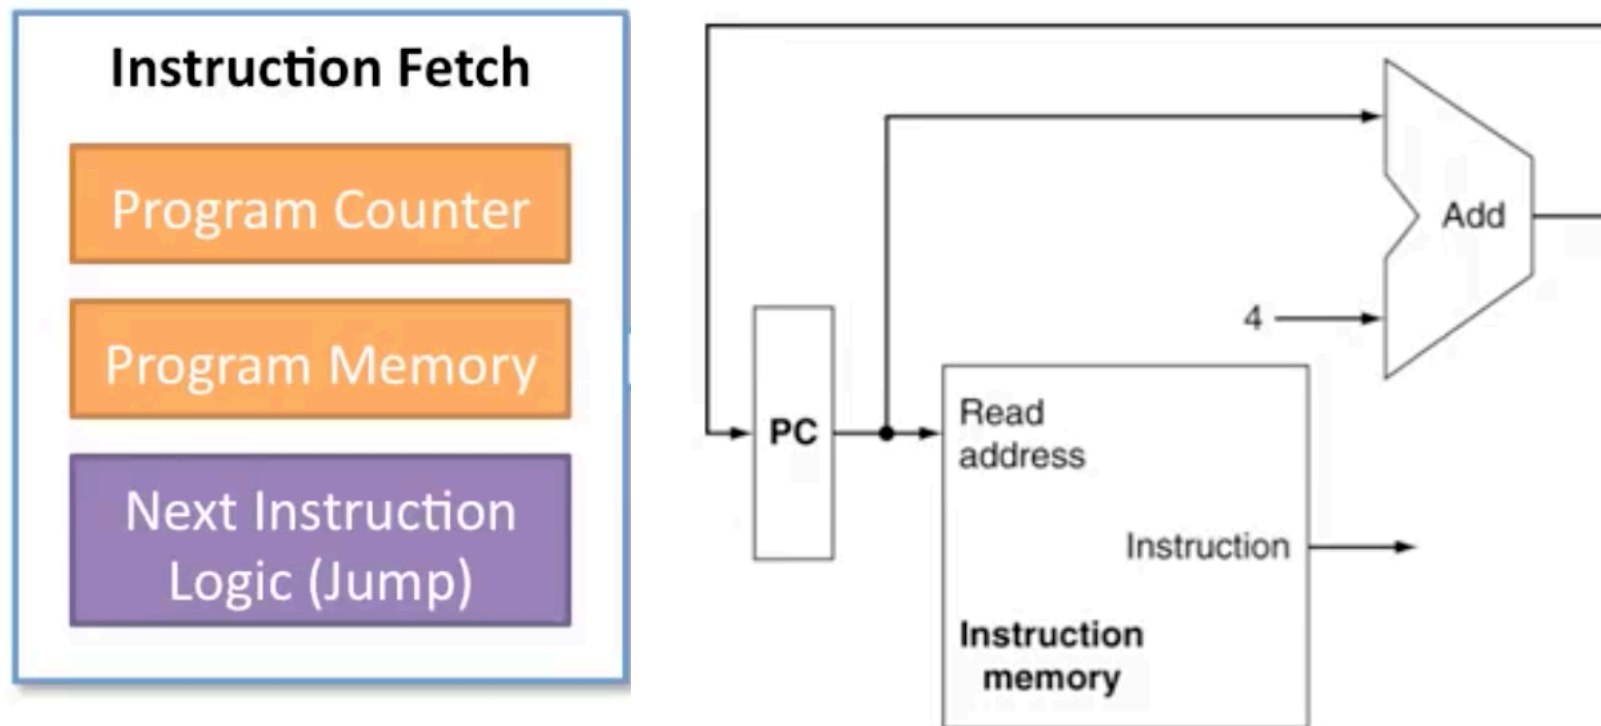 Instruction Fetch
Program Counter
Program Memory
Next Instruction
Logic (Jump)
Add
4
PC
Read
address
Instruction
Instruction
memory